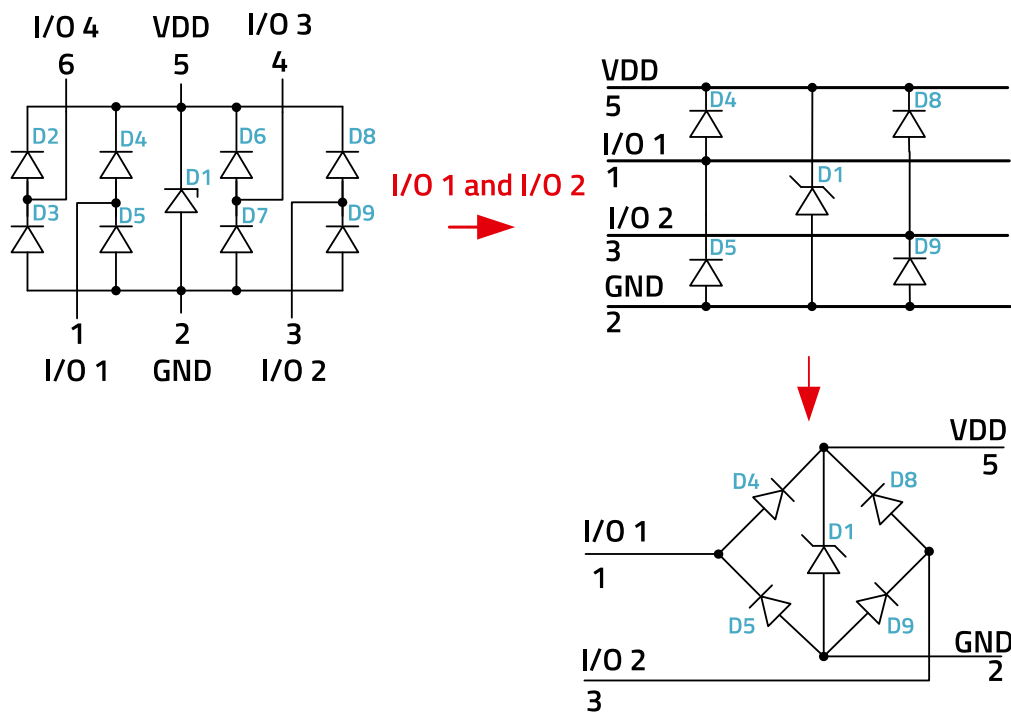 I/O 4 VDD I/O 3
6 5 4
D2 D4 D6 D8
D1
D3 D5 D7 D9
1 2 3
I/O 1 GND I/O 2
I/O 1 and I/O 2
VDD
5 D4 D8
I/O 1
1 D1
I/O 2
3 D5 D9
GND
2
VDD
5
D4 D8
I/O 1 D1
1
D5 D9
GND
I/O 2 2
3